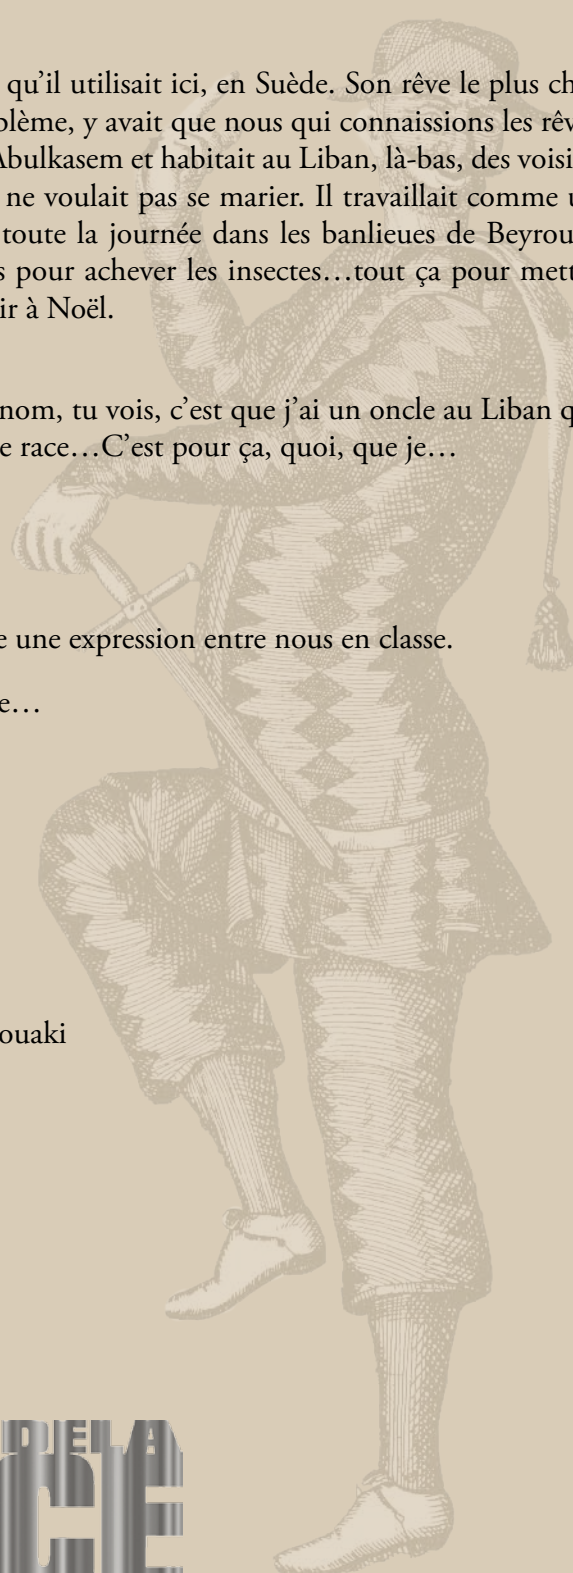 qu’il utilisait ici, en Suède. Son rêve le plus ch
blème, y avait que nous qui connaissions les rêv
Abulkasem et habitait au Liban, là-bas, des voisi
ne voulait pas se marier. Il travaillait comme u
toute la journée dans les banlieues de Beyrou
s pour achever les insectes…tout ça pour mett
ir à Noël.
nom, tu vois, c’est que j’ai un oncle au Liban q
e race…C’est pour ça, quoi, que je…
e une expression entre nous en classe.
e…
ouaki
DELA
CE